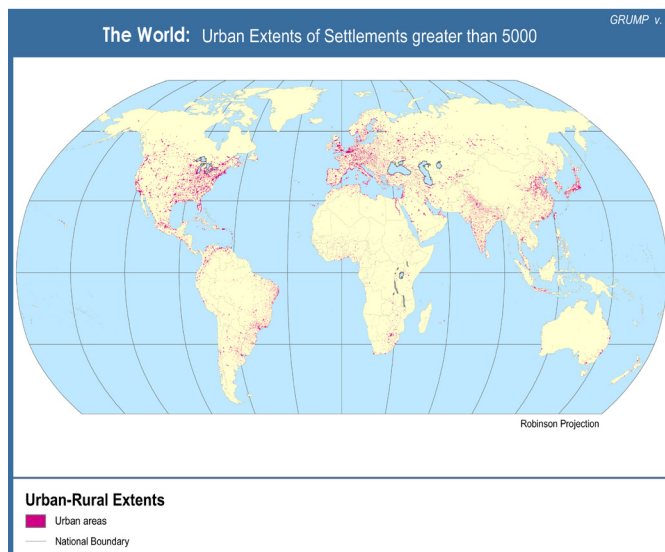 GRUMP v.
The World: Urban Extents of Settlements greater than 5000
Robinson Projection
Urban-Rural Extents
Urban areas
National Boundary